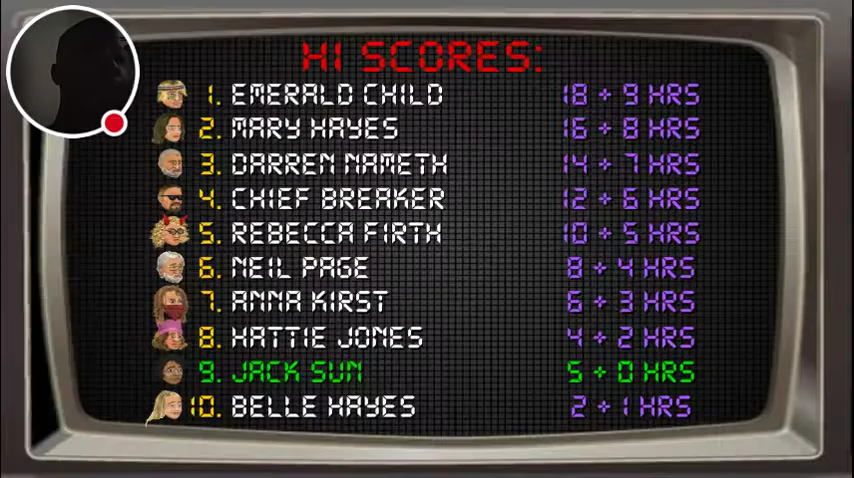 HI SCORES:
1. EMERALD CHILD 18 + 9 HRS
2. MARY HAYES 16 + 8 HRS
3. DARREN NAMETH 14 + 7 HRS
4. CHIEF BREAKER 12 + 6 HRS
5. REBECCA FIRTH 10 + 5 HRS
6. NEIL PAGE 8 + 4 HRS
7. ANNA KIRST 6 + 3 HRS
8. HATTIE JONES 4 + 2 HRS
9. JACK SUN 5 + 0 HRS
10. BELLE HAYES 2 + 1 HRS